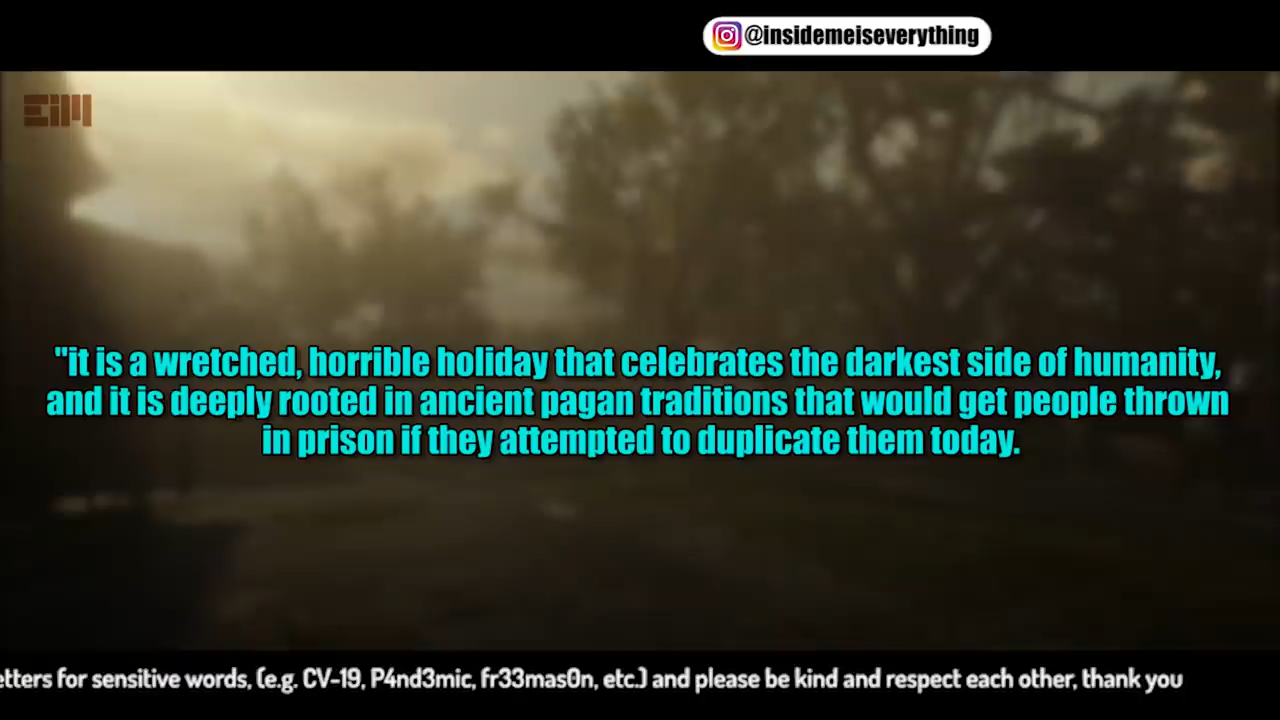 @insidemeiseverything
EiM
"it is a wretched, horrible holiday that celebrates the darkest side of humanity,
and it is deeply rooted in ancient pagan traditions that would get people thrown
in prison if they attempted to duplicate them today.
etters for sensitive words, (e.g. CV-19, P4nd3mic, fr33mas0n, etc.) and please be kind and respect each other, thank you